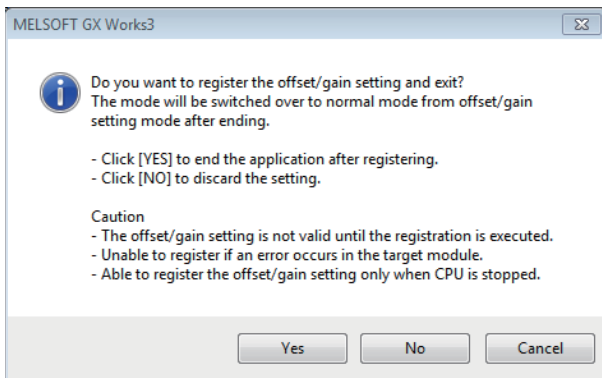 MELSOFT GX Works3
Do you want to register the offset/gain setting and exit?
The mode will be switched over to normal mode from offset/gain
setting mode after ending.
- Click [YES] to end the application after registering.
- Click [NO] to discard the setting.
Caution
- The offset/gain setting is not valid until the registration is executed.
- Unable to register if an error occurs in the target module.
- Able to register the offset/gain setting only when CPU is stopped.
Yes No Cancel